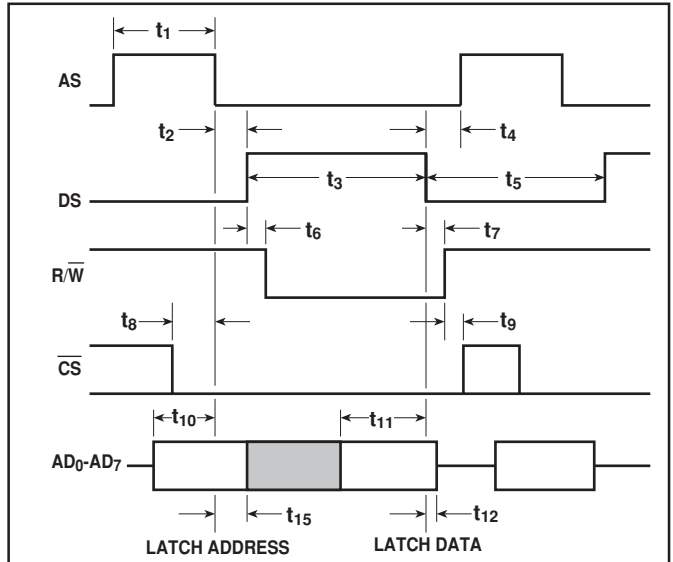 t1
AS
t2
t4
t3
t5
DS
t6
t7
R/W̅
t8
t9
C̅S̅
t10
t11
AD0-AD7
t15
t12
LATCH ADDRESS
LATCH DATA